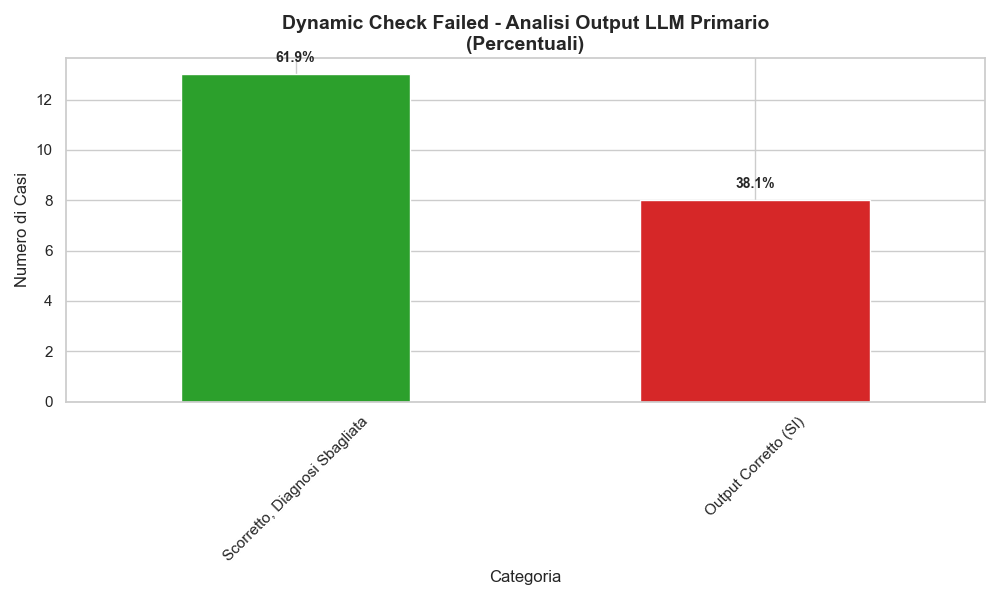 Dynamic Check Failed - Analisi Output LLM Primario
(Percentuali)
61.9%
38.1%
Numero di Casi
12
10
8
6
4
2
0
Scorretto, Diagnosi Sbagliata
Output Corretto (SI)
Categoria